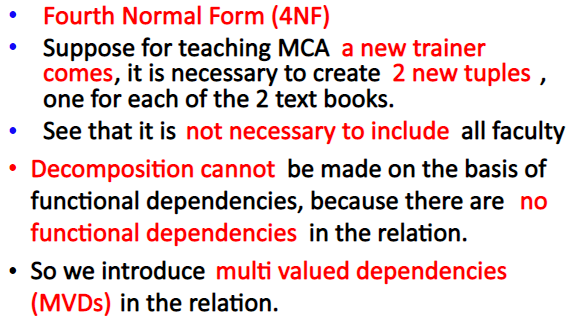 • Fourth Normal Form (4NF)
• Suppose for teaching MCA a new trainer
comes, it is necessary to create 2 new tuples ,
one for each of the 2 text books.
• See that it is not necessary to include all faculty
• Decomposition cannot be made on the basis of
functional dependencies, because there are no
functional dependencies in the relation.
• So we introduce multi valued dependencies
(MVDs) in the relation.